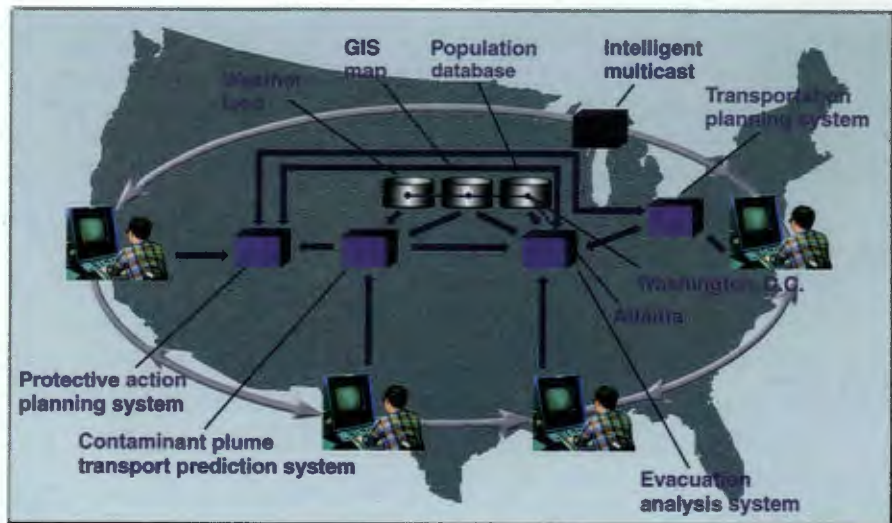 GIS
map
Population
database
Intelligent
multicast
Weather
feed
Transportation
planning system
Washington, D.C.
Atlanta
Protective action
planning system
Contaminant plume
transport prediction system
Evacuation
analysis system